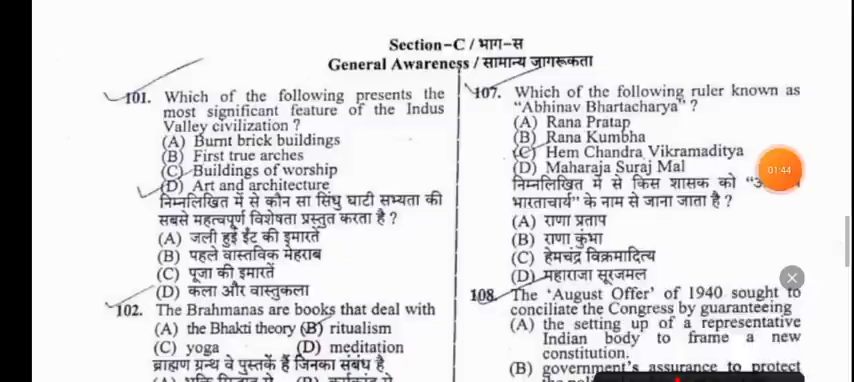 Section-C / भाग-स
General Awareness / सामान्य जागरूकता
101. Which of the following presents the
most significant feature of the Indus
Valley civilization ?
(A) Burnt brick buildings
(B) First true arches
(C) Buildings of worship
(D) Art and architecture
निम्नलिखित में से कौन सा सिंधु घाटी सभ्यता की
सबसे महत्वपूर्ण विशेषता प्रस्तुत करता है ?
(A) जली हुई ईंट की इमारतें
(B) पहले वास्तविक मेहराब
(C) पूजा की इमारतें
(D) कला और वास्तुकला
102. The Brahmanas are books that deal with
(A) the Bhakti theory (B) ritualism
(C) yoga (D) meditation
ब्राह्मण ग्रन्थ वे पुस्तकें हैं जिनका संबंध है
107. Which of the following ruler known as
"Abhinav Bhartacharya" ?
(A) Rana Pratap
(B) Rana Kumbha
(C) Hem Chandra Vikramaditya
(D) Maharaja Suraj Mal
निम्नलिखित में से किस शासक को
भारताचार्य" के नाम से जाना जाता है ?
(A) राणा प्रताप
(B) राणा कुंभा
(C) हेमचंद्र विक्रमादित्य
(D) महाराजा सूरजमल
108. The 'August Offer' of 1940 sought to
conciliate the Congress by guaranteeing
(A) the setting up of a representative
Indian body to frame a new
constitution.
(B) government's assurance to protect
01:44